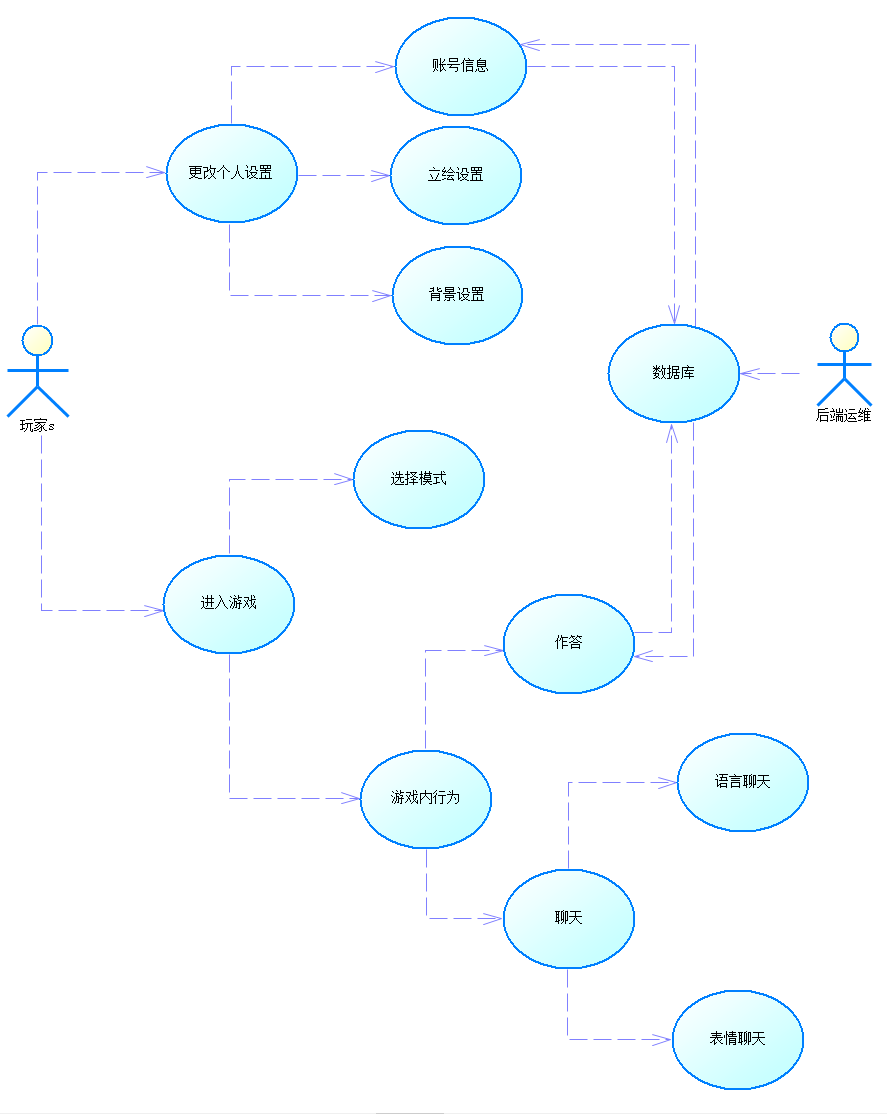 账号信息
更改个人设置
立绘设置
背景设置
数据库
玩家s
后端运维
选择模式
进入游戏
作答
语言聊天
游戏内行为
聊天
表情聊天